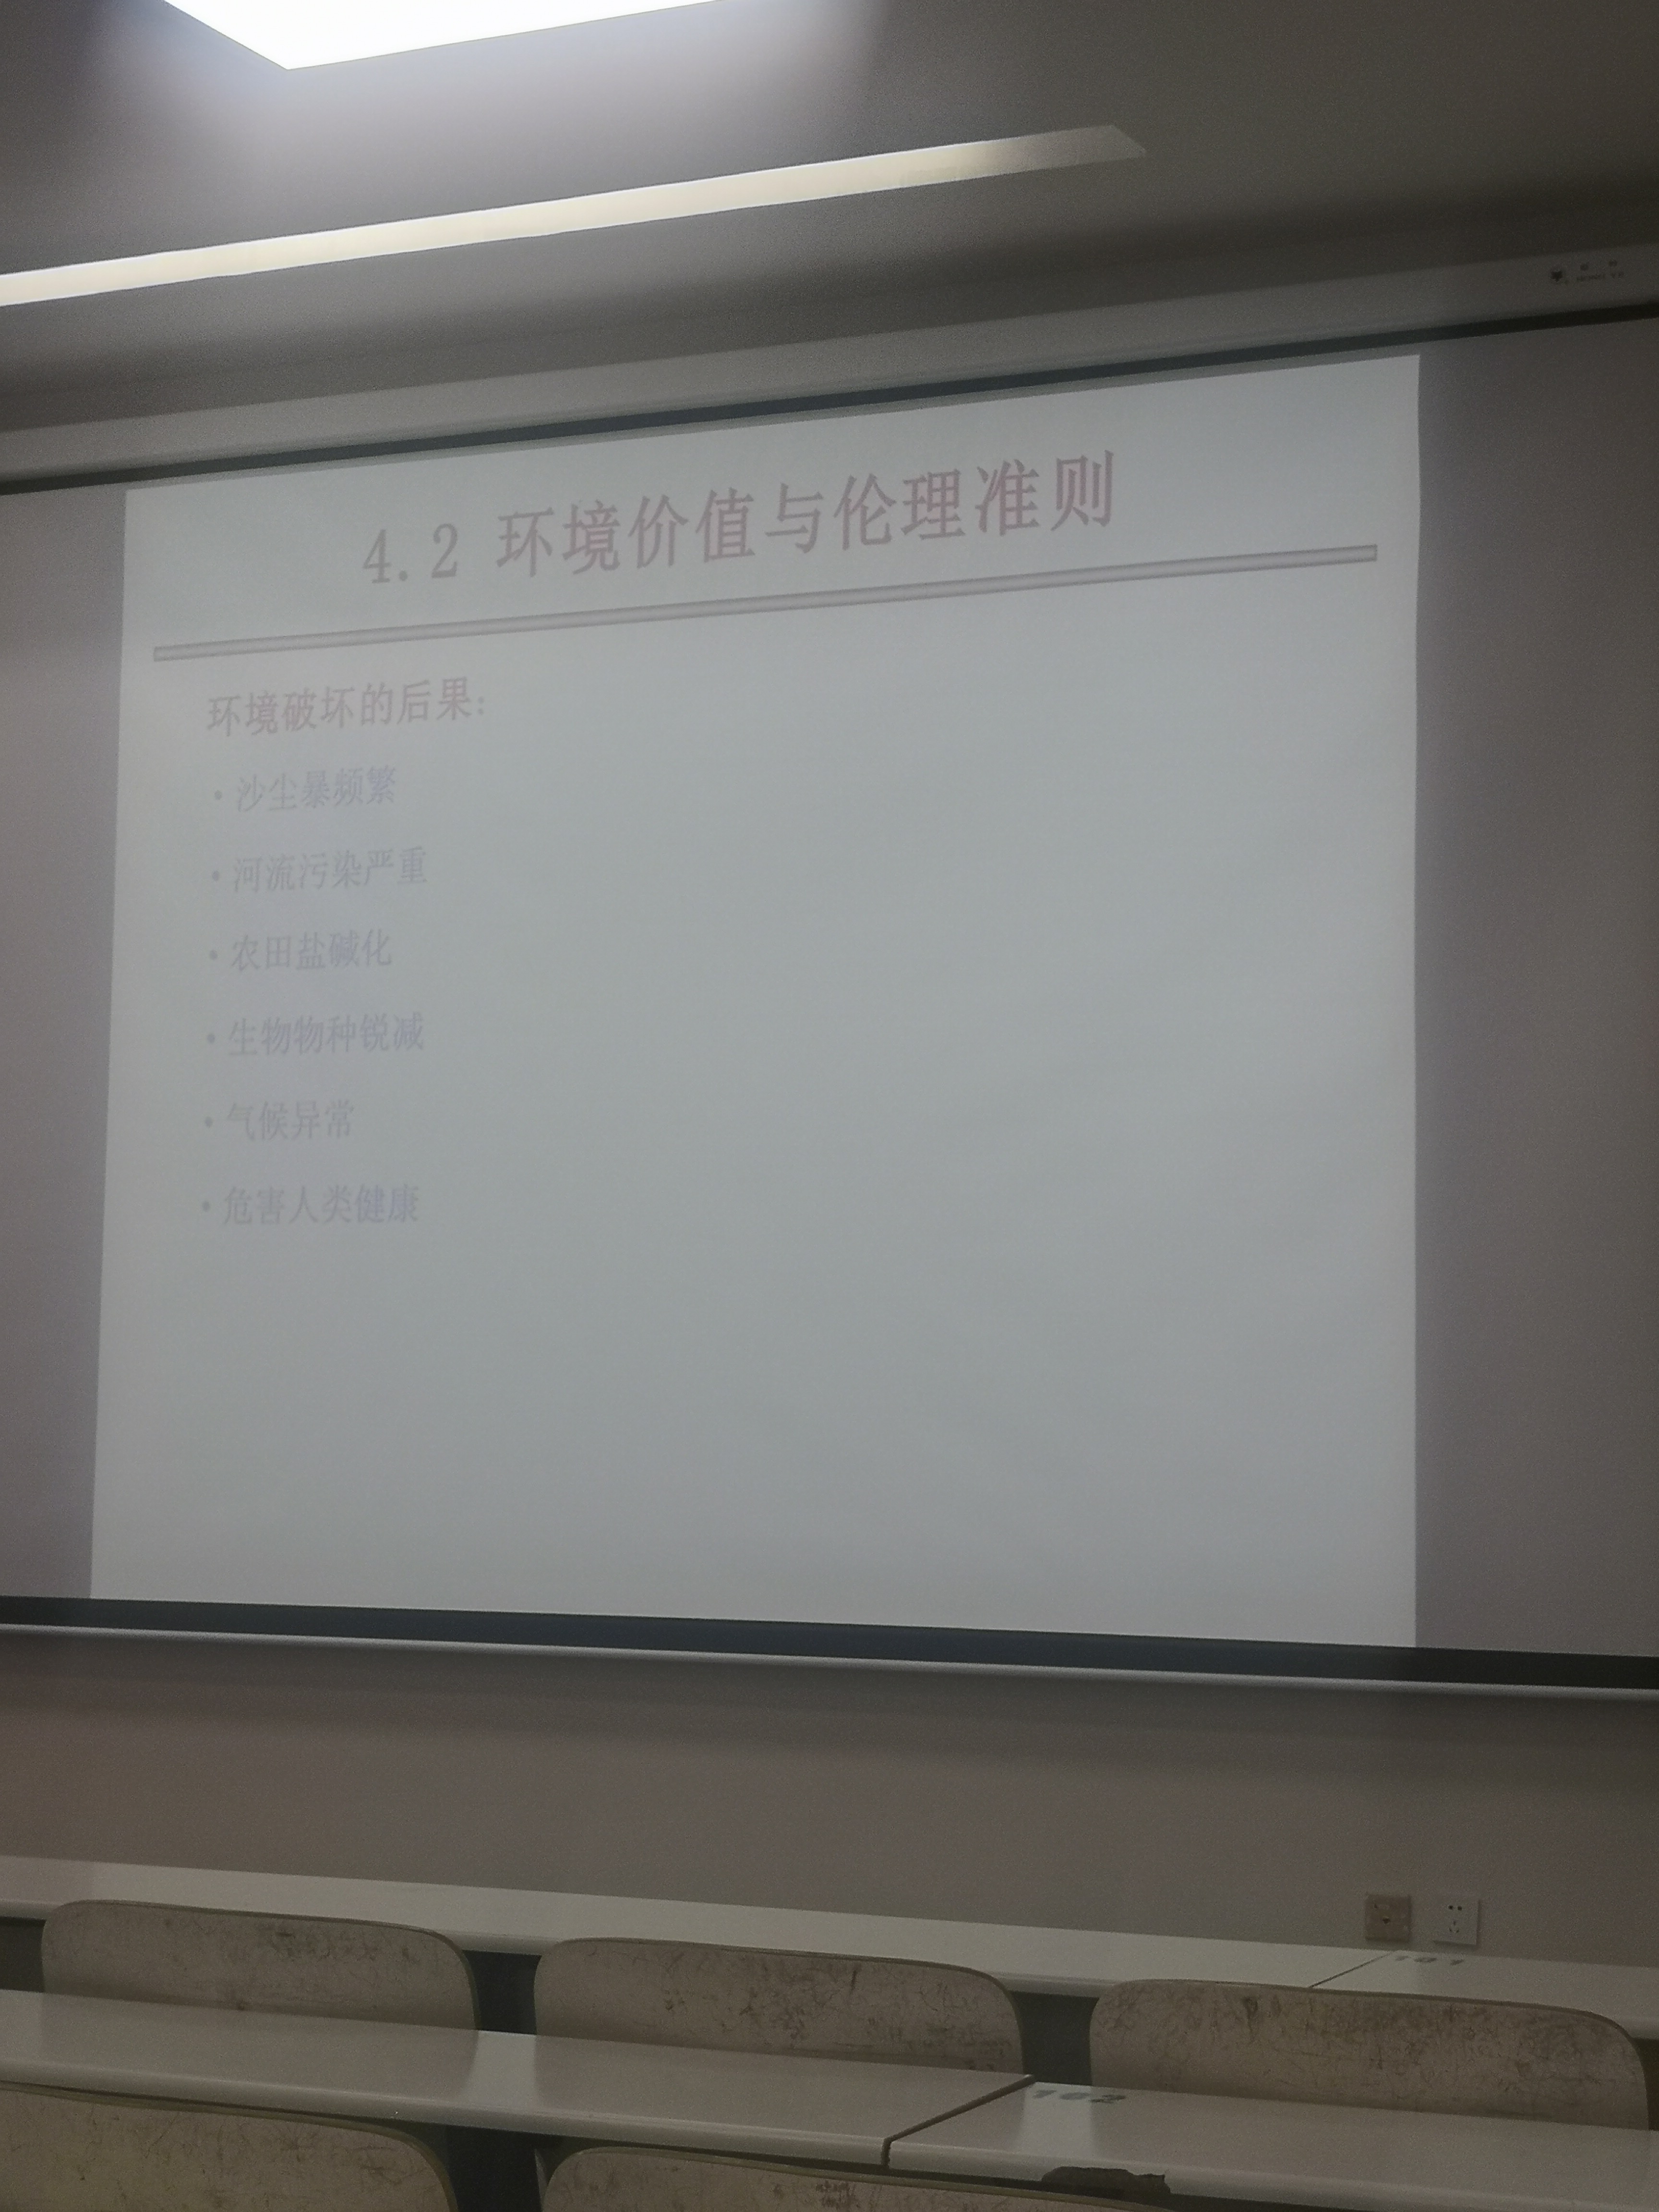 4.2 环境价值与伦理准则
环境破坏的后果：
• 沙尘暴频繁
• 河流污染严重
• 农田盐碱化
• 生物物种锐减
• 气候异常
• 危害人类健康
101
102